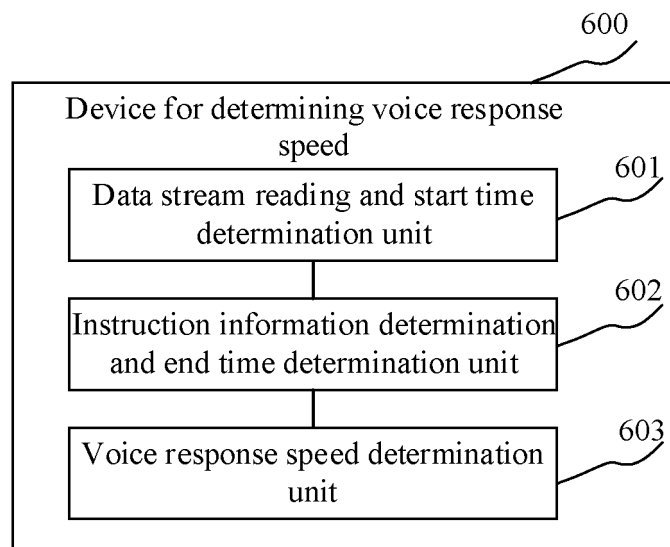 600
Device for determining voice response
speed
601
Data stream reading and start time
determination unit
602
Instruction information determination
and end time determination unit
603
Voice response speed determination
unit